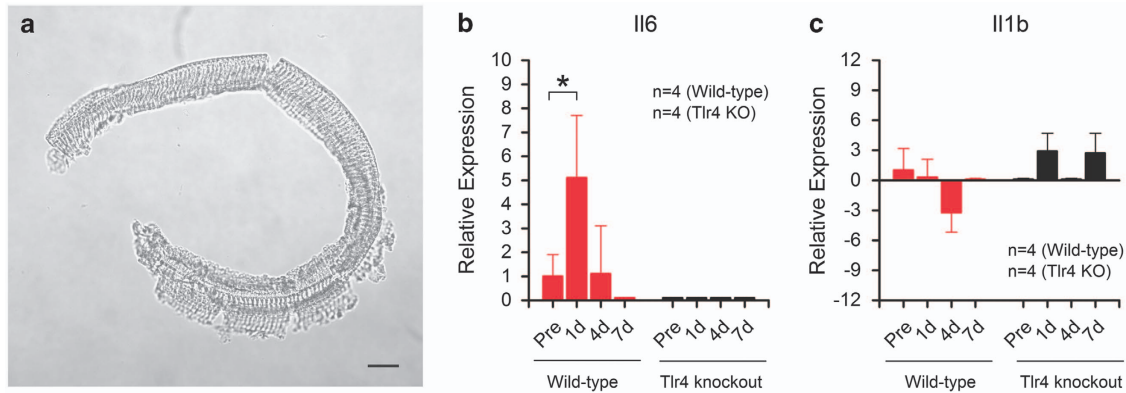 a
b
Il6
Relative Expression
10
9
8
7
6
5
4
3
2
1
0
*
n=4 (Wild-type)
n=4 (Tlr4 KO)
Pre 1d 4d 7d Pre 1d 4d 7d
Wild-type Tlr4 knockout
c
Il1b
Relative Expression
12
9
6
3
0
-3
-6
-9
-12
n=4 (Wild-type)
n=4 (Tlr4 KO)
Pre 1d 4d 7d Pre 1d 4d 7d
Wild-type Tlr4 knockout